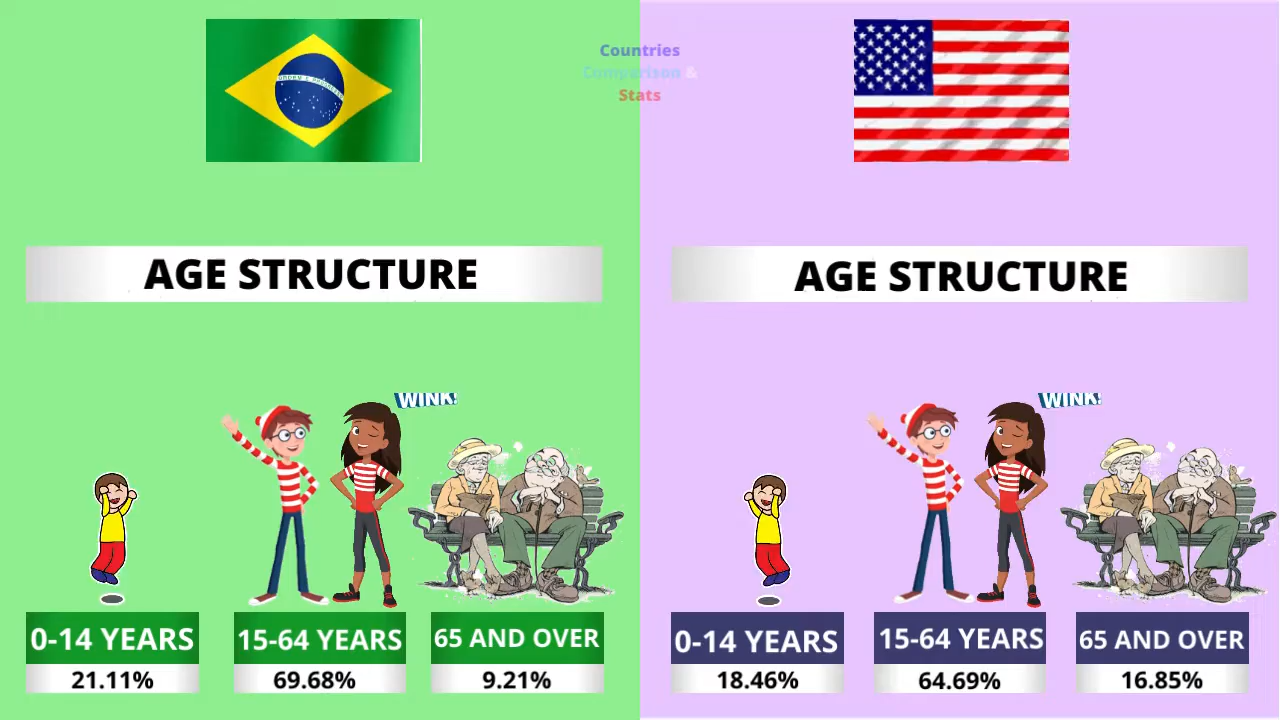 Countries
Comparison &
Stats
AGE STRUCTURE
WINK!
0-14 YEARS
15-64 YEARS
65 AND OVER
21.11%
69.68%
9.21%
AGE STRUCTURE
WINK!
0-14 YEARS
15-64 YEARS
65 AND OVER
18.46%
64.69%
16.85%